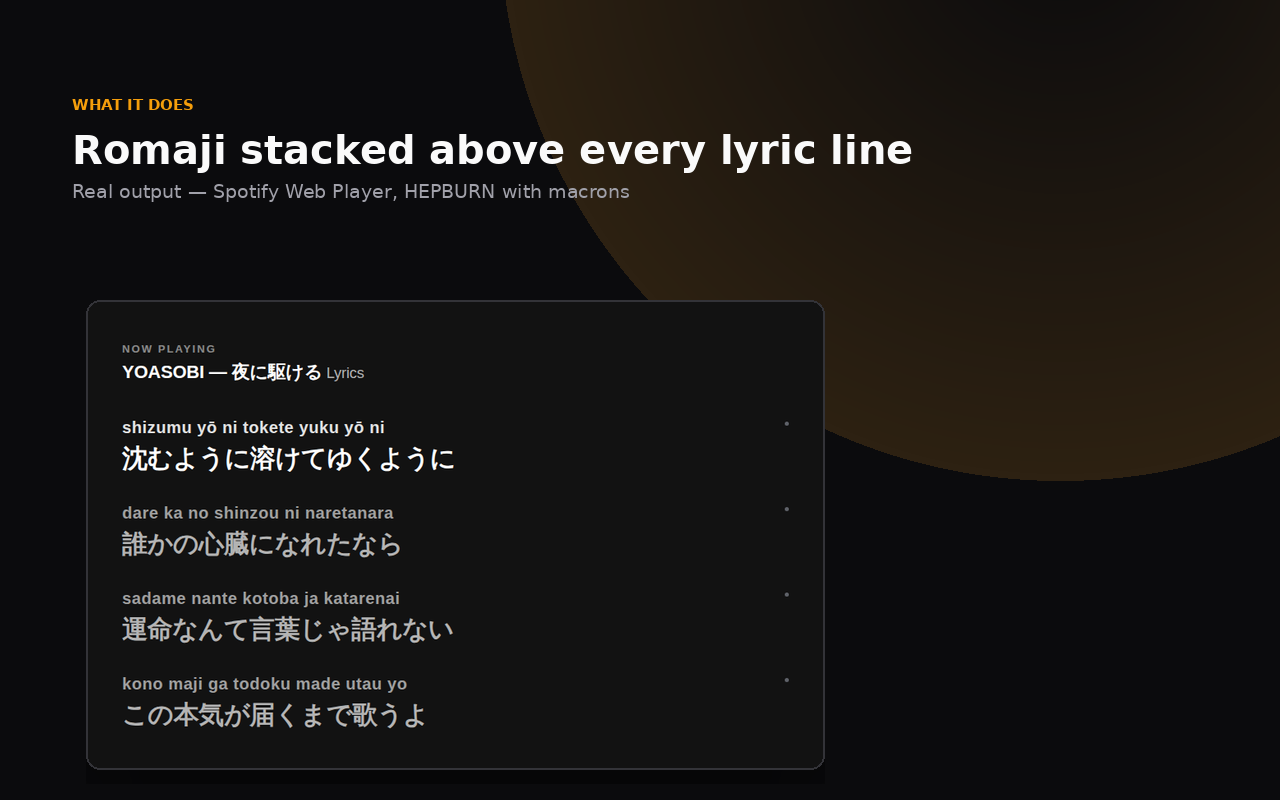 WHAT IT DOES
Romaji stacked above every lyric line
Real output — Spotify Web Player, HEPBURN with macrons
NOW PLAYING
YOASOBI — 夜に駆ける Lyrics
shizumu yō ni tokete yuku yō ni
沈むように溶けてゆくように
dare ka no shinzou ni naretanara
誰かの心臓になれたなら
sadame nante kotoba ja katarenai
運命なんて言葉じゃ語れない
kono maji ga todoku made utau yo
この本気が届くまで歌うよ